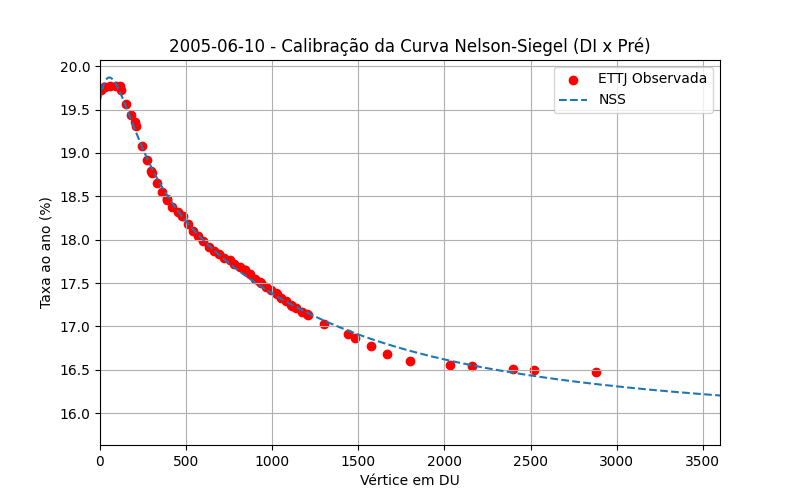 2005-06-10 - Calibração da Curva Nelson-Siegel (DI x Pré)
ETTJ Observada
NSS
Taxa ao ano (%)
20.0
19.5
19.0
18.5
18.0
17.5
17.0
16.5
16.0
0 500 1000 1500 2000 2500 3000 3500
Vértice em DU